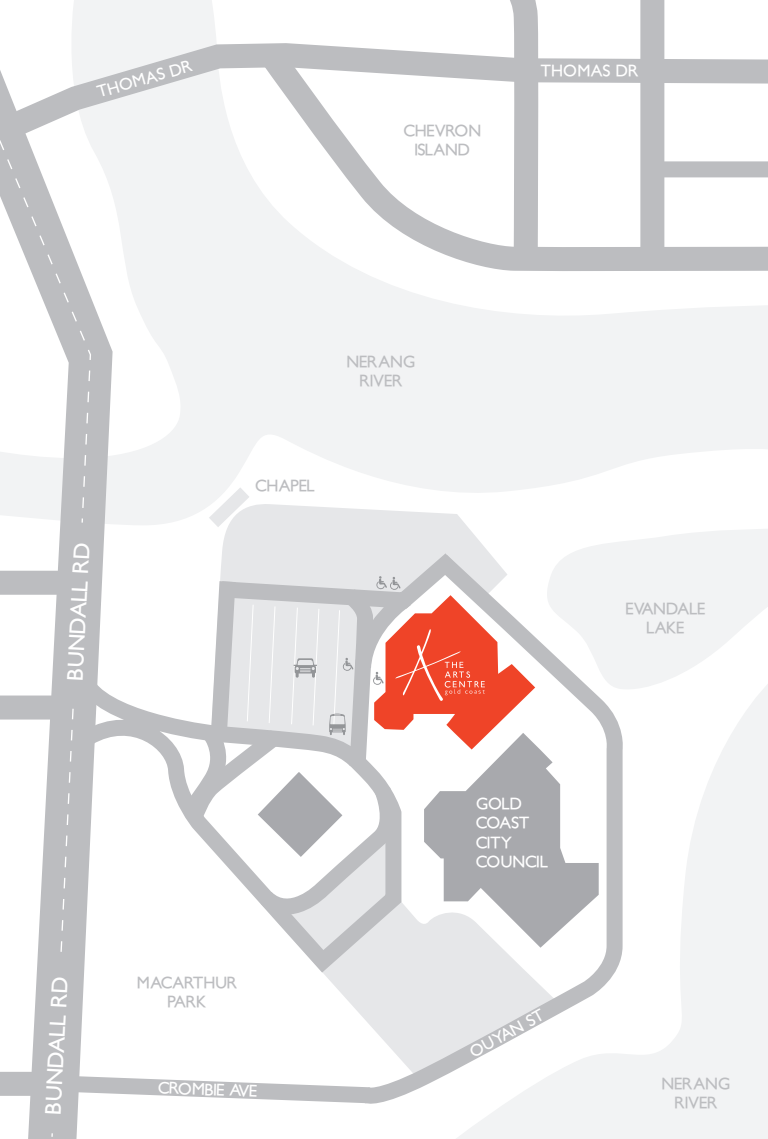 THOMAS DR
THOMAS DR
CHEVRON
ISLAND
NERANG
RIVER
CHAPEL
BUNDALL RD
EVANDALE
LAKE
THE
ARTS
CENTRE
gold coast
GOLD
COAST
CITY
COUNCIL
MACARTHUR
PARK
BUNDALL RD
OUYAN ST
CROMBIE AVE
NERANG
RIVER